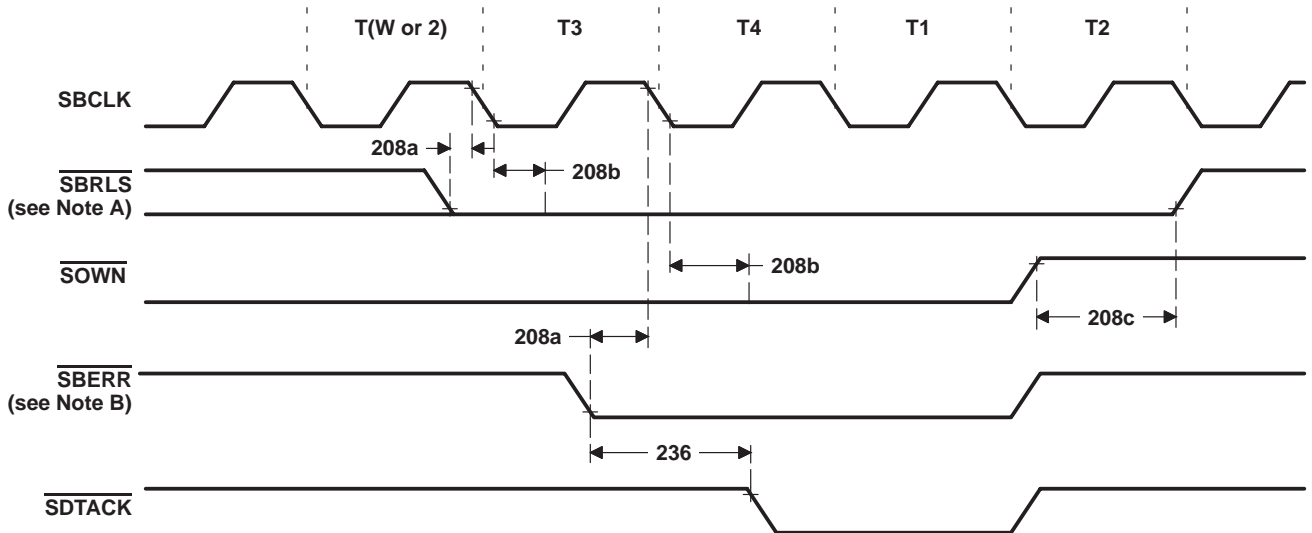 T(W or 2) T3 T4 T1 T2
SBCLK
208a
208b
SBRLS
(see Note A)
SOWN
208b
208c
208a
SBERR
(see Note B)
236
SDTACK